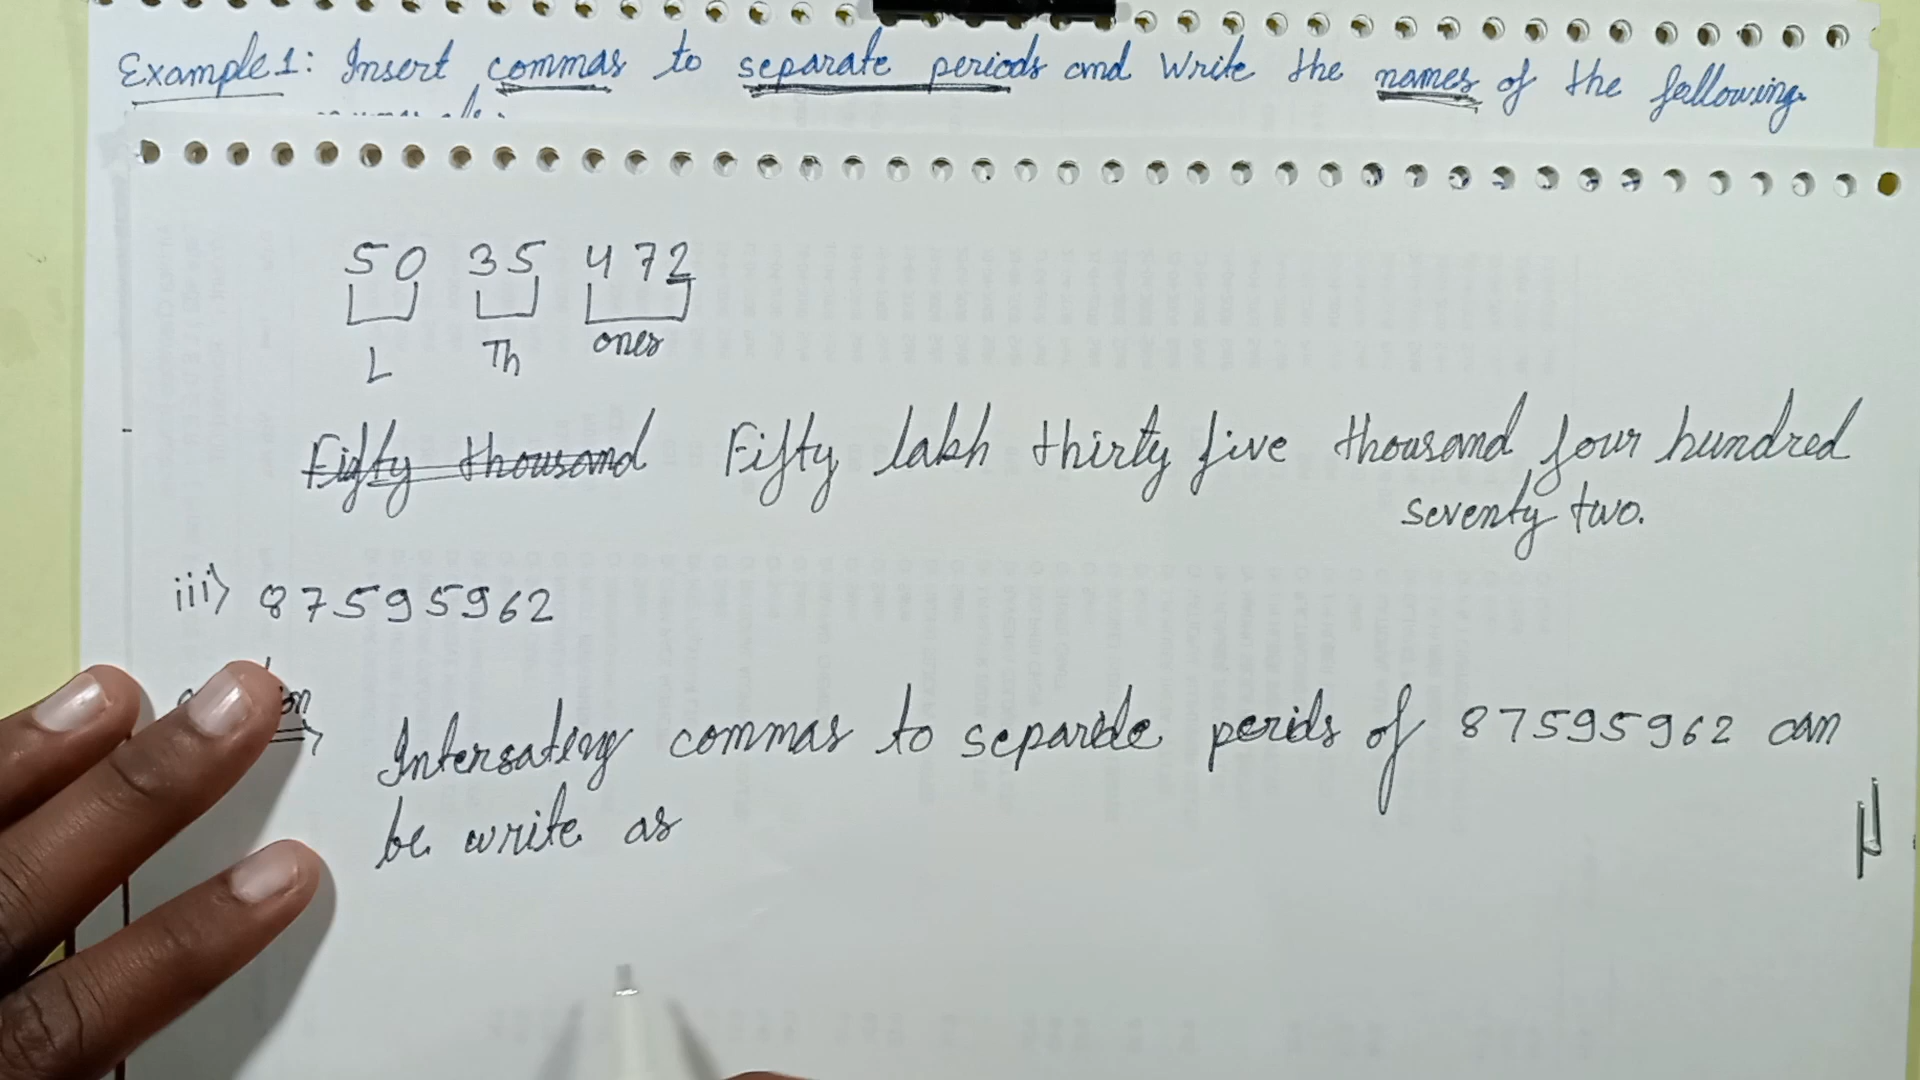 Example 1: Insert commas to separate periods and Write the names of the following
50 35 472
L Th ones
Fifty thousand Fifty lakh thirty five thousand four hundred
seventy two.
iii) 87595962
Intersating commas to separate perids of 87595962 can
be write as